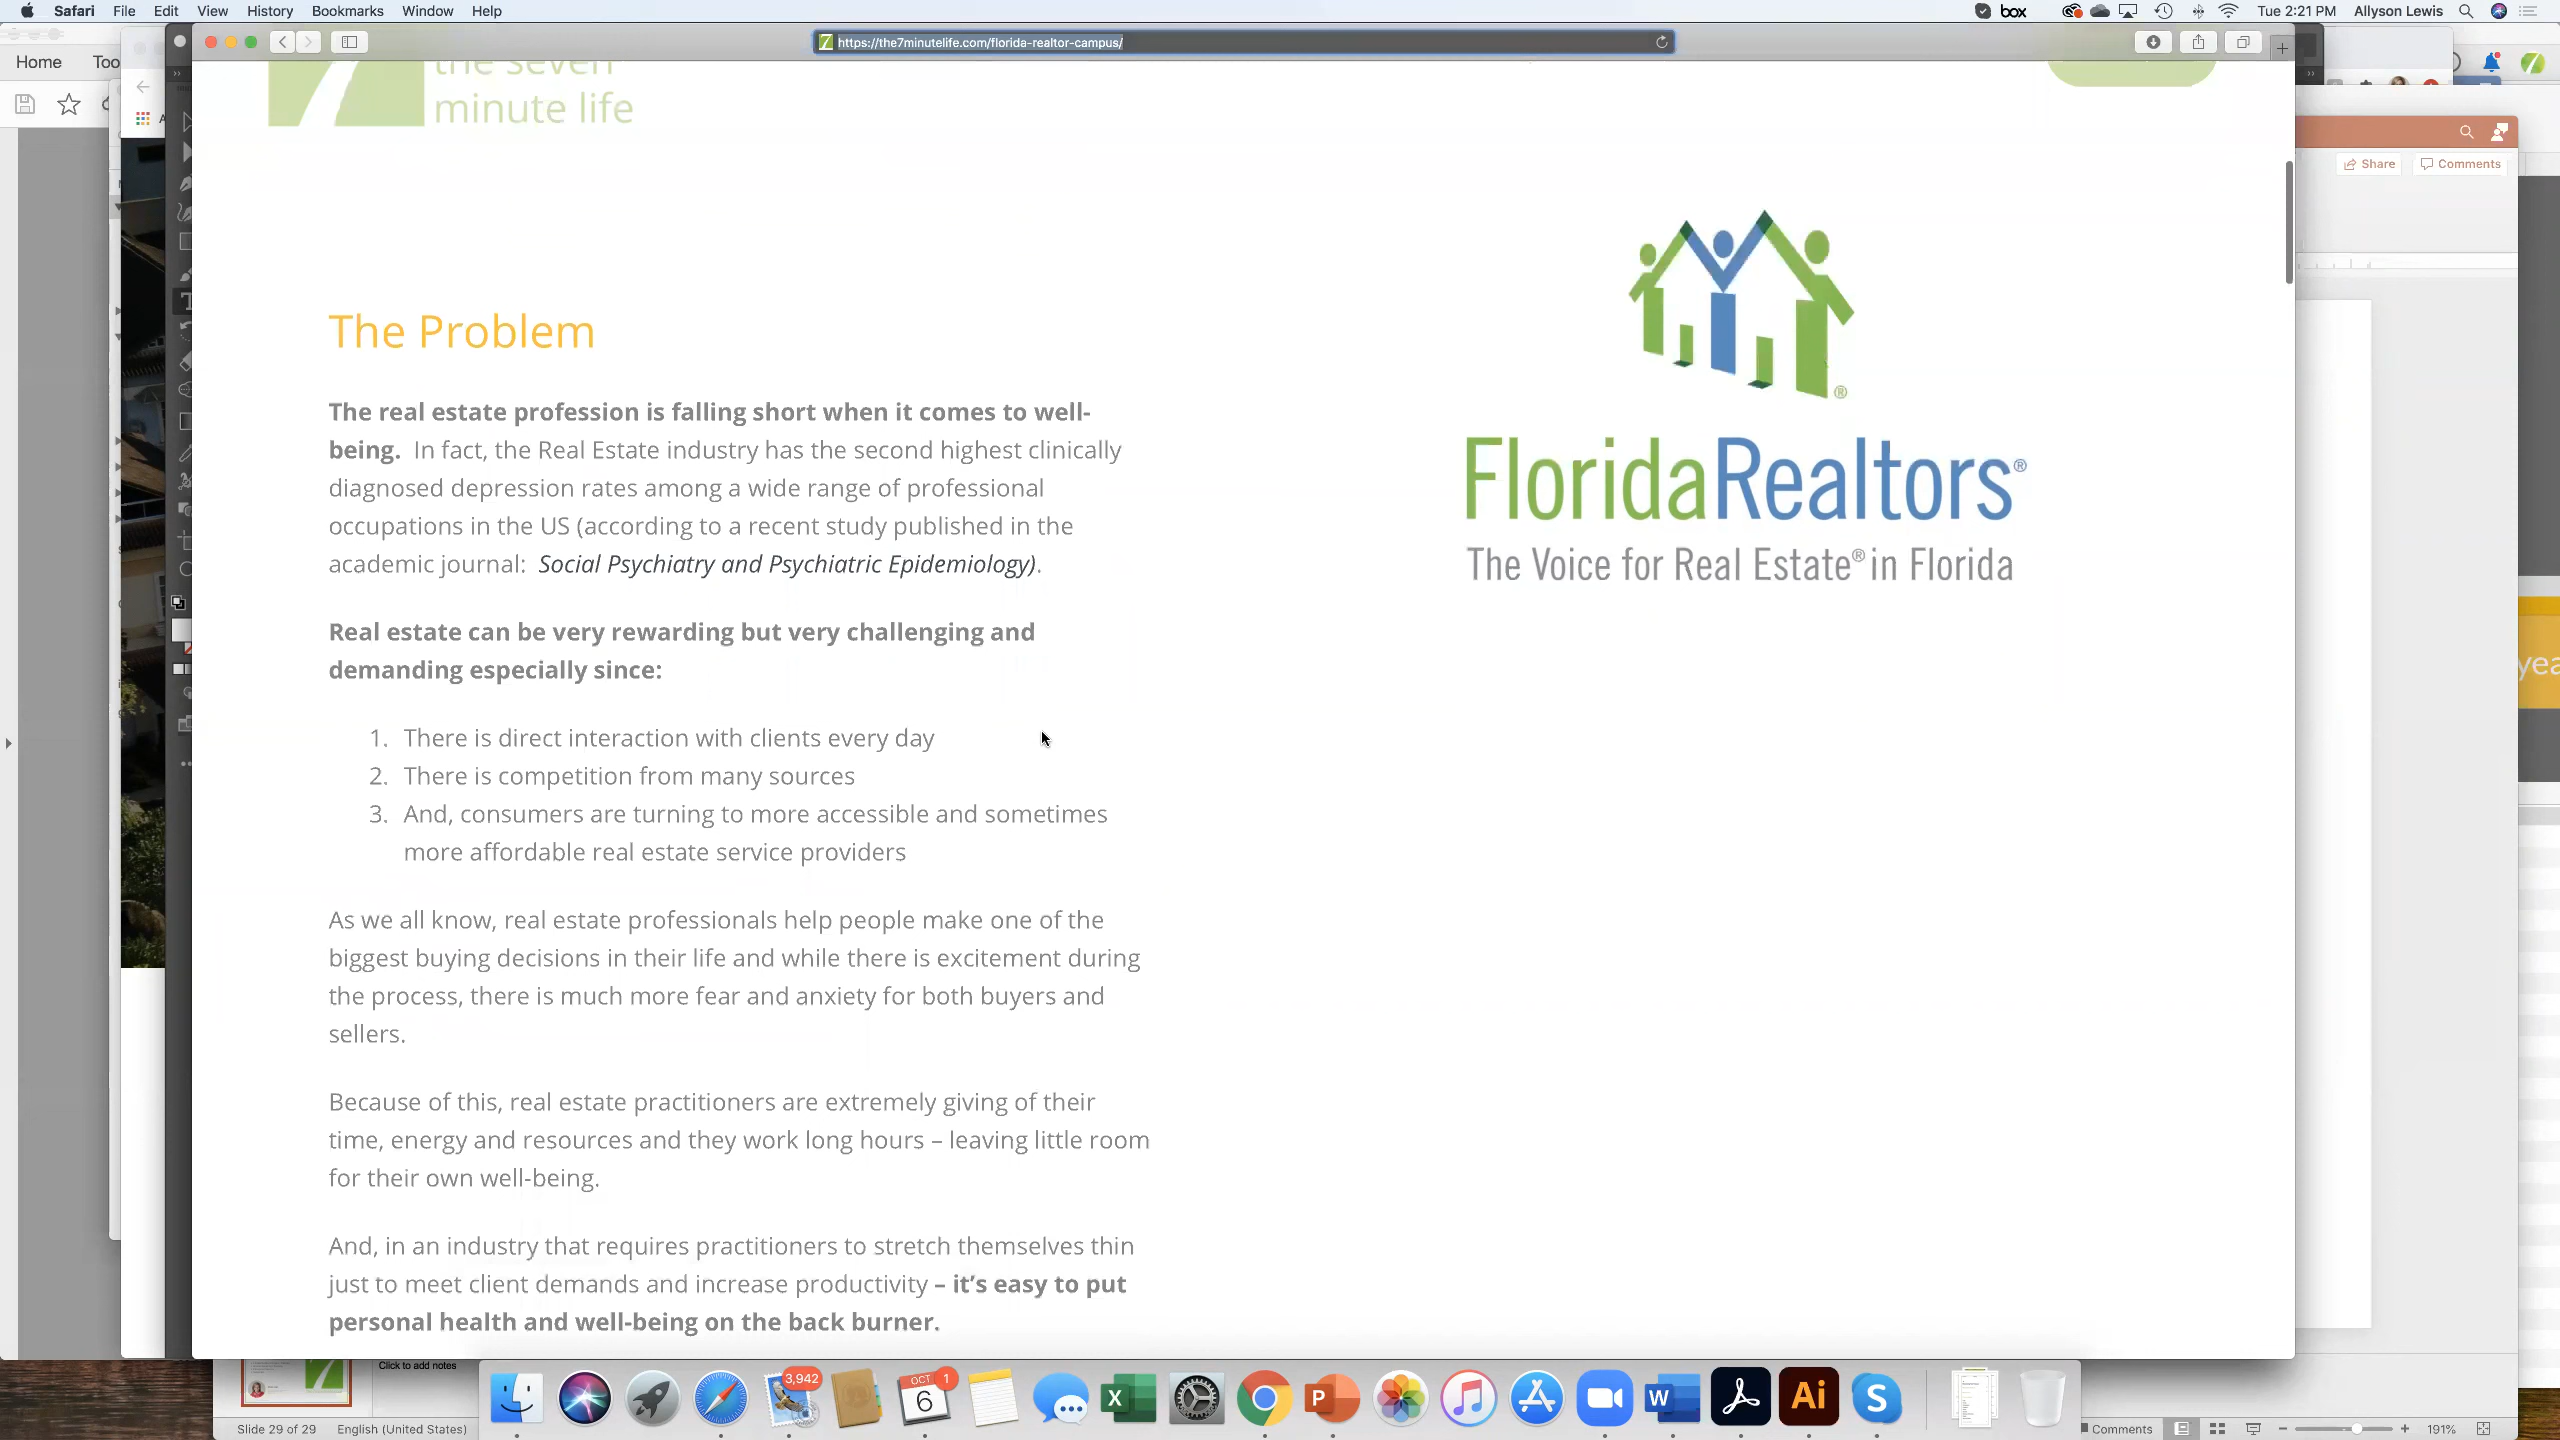 Safari File Edit View History Bookmarks Window Help
box Tue 2:21 PM Allyson Lewis
https://the7minutelife.com/florida-realtor-campus/
Home
Share Comments
the seven
minute life
The Problem
The real estate profession is falling short when it comes to well-
being. In fact, the Real Estate industry has the second highest clinically
diagnosed depression rates among a wide range of professional
occupations in the US (according to a recent study published in the
academic journal: Social Psychiatry and Psychiatric Epidemiology).
Real estate can be very rewarding but very challenging and
demanding especially since:
1. There is direct interaction with clients every day
2. There is competition from many sources
3. And, consumers are turning to more accessible and sometimes
more affordable real estate service providers
As we all know, real estate professionals help people make one of the
biggest buying decisions in their life and while there is excitement during
the process, there is much more fear and anxiety for both buyers and
sellers.
Because of this, real estate practitioners are extremely giving of their
time, energy and resources and they work long hours – leaving little room
for their own well-being.
And, in an industry that requires practitioners to stretch themselves thin
just to meet client demands and increase productivity – it's easy to put
personal health and well-being on the back burner.
FloridaRealtors®
The Voice for Real Estate® in Florida
Click to add notes
3,942
OCT 1
6
X P W Ai S
Slide 29 of 29 English (United States)
Comments 191%